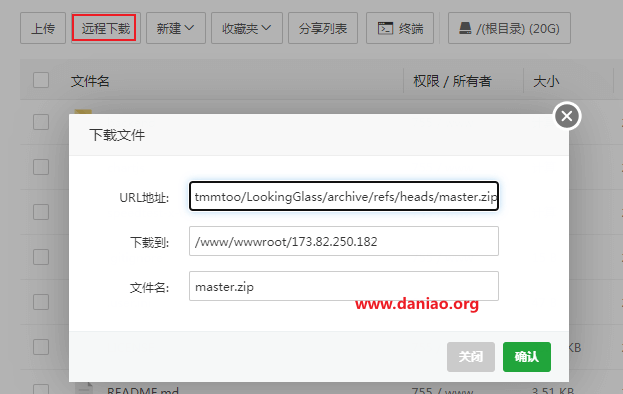 上传 远程下载 新建 收藏夹 分享列表 终端 /(根目录) (20G)
文件名 权限 / 所有者 大小
下载文件
URL地址: tmmtoo/LookingGlass/archive/refs/heads/master.zip
下载到: /www/wwwroot/173.82.250.182
文件名: master.zip
www.daniao.org
关闭 确认
KB
README.md 755 / www 3.51 KB